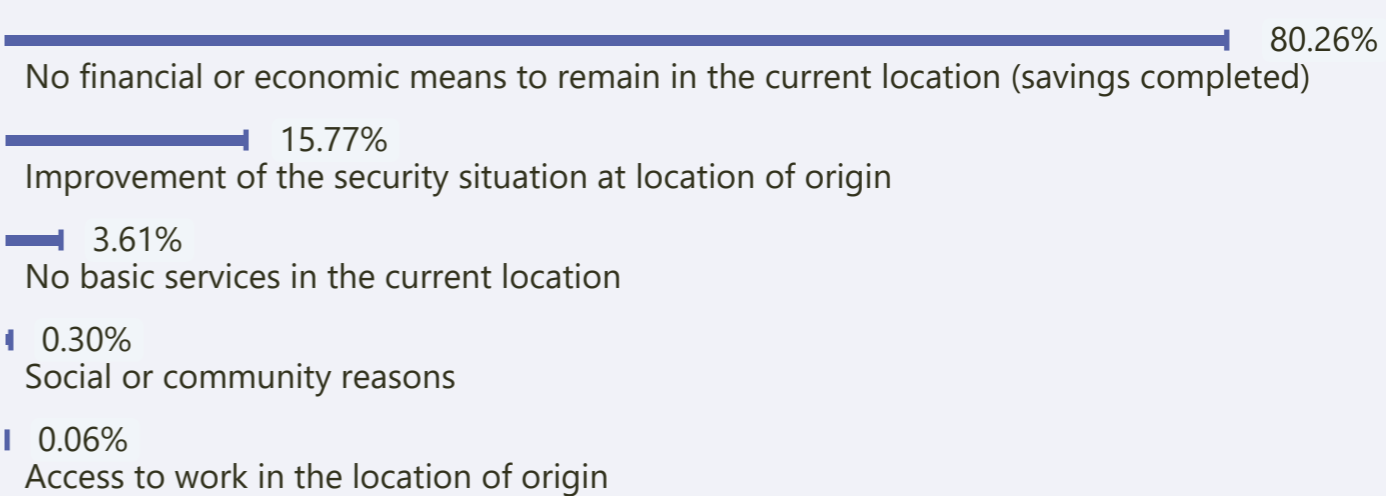 80.26%
No financial or economic means to remain in the current location (savings completed)
15.77%
Improvement of the security situation at location of origin
3.61%
No basic services in the current location
0.30%
Social or community reasons
0.06%
Access to work in the location of origin